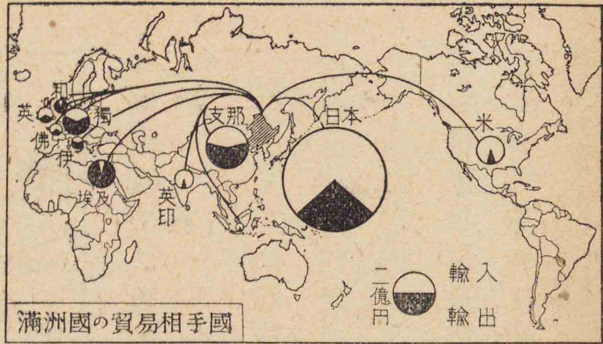 和
英
獨
佛
伊
埃及
英印
支那
日本
米
二億円
輸入
輸出
滿洲國の貿易相手國